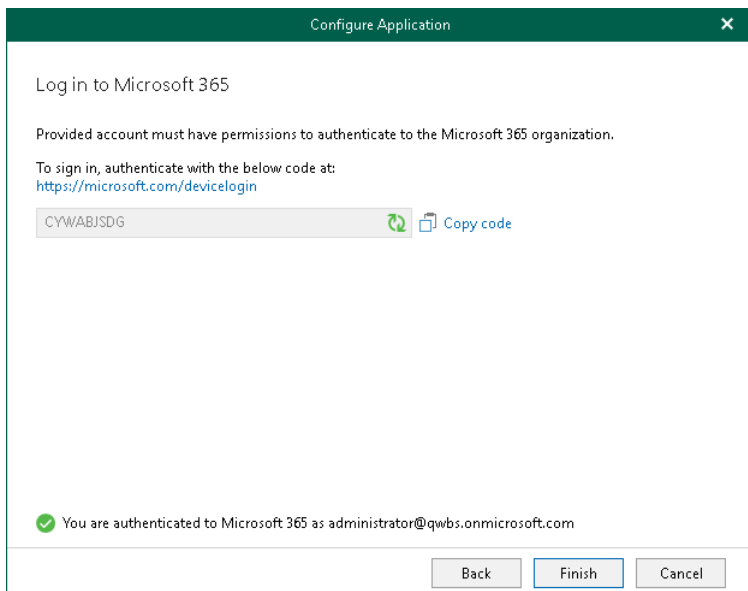 Configure Application
Log in to Microsoft 365
Provided account must have permissions to authenticate to the Microsoft 365 organization.
To sign in, authenticate with the below code at:
https://microsoft.com/devicelogin
CYWABJSDG
Copy code
You are authenticated to Microsoft 365 as administrator@qwbs.onmicrosoft.com
Back
Finish
Cancel